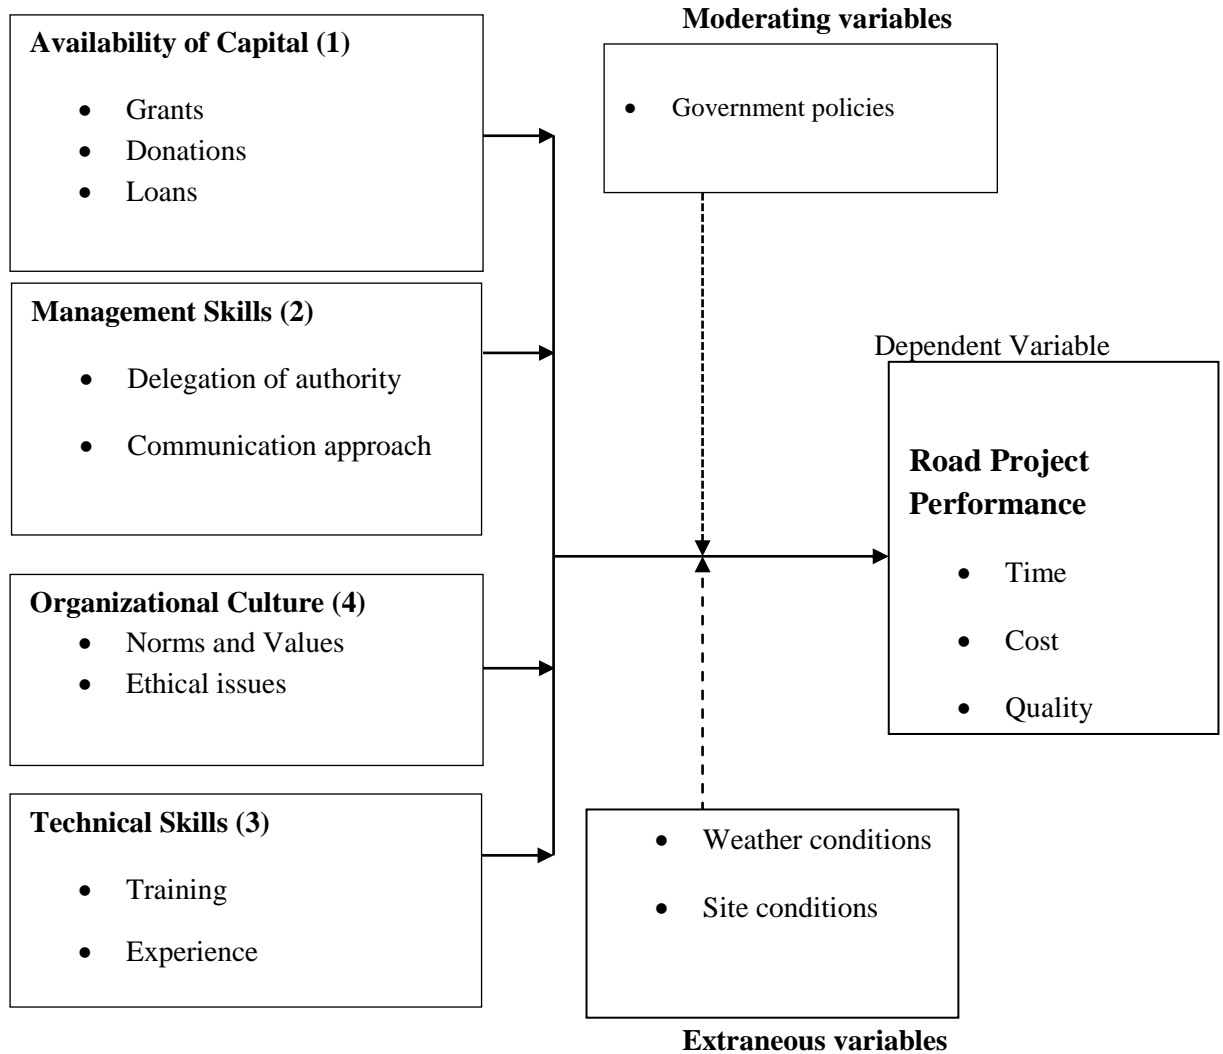 Availability of Capital (1)
• Grants
• Donations
• Loans
Management Skills (2)
• Delegation of authority
• Communication approach
Organizational Culture (4)
• Norms and Values
• Ethical issues
Technical Skills (3)
• Training
• Experience
Moderating variables
• Government policies
Dependent Variable
Road Project
Performance
• Time
• Cost
• Quality
• Weather conditions
• Site conditions
Extraneous variables